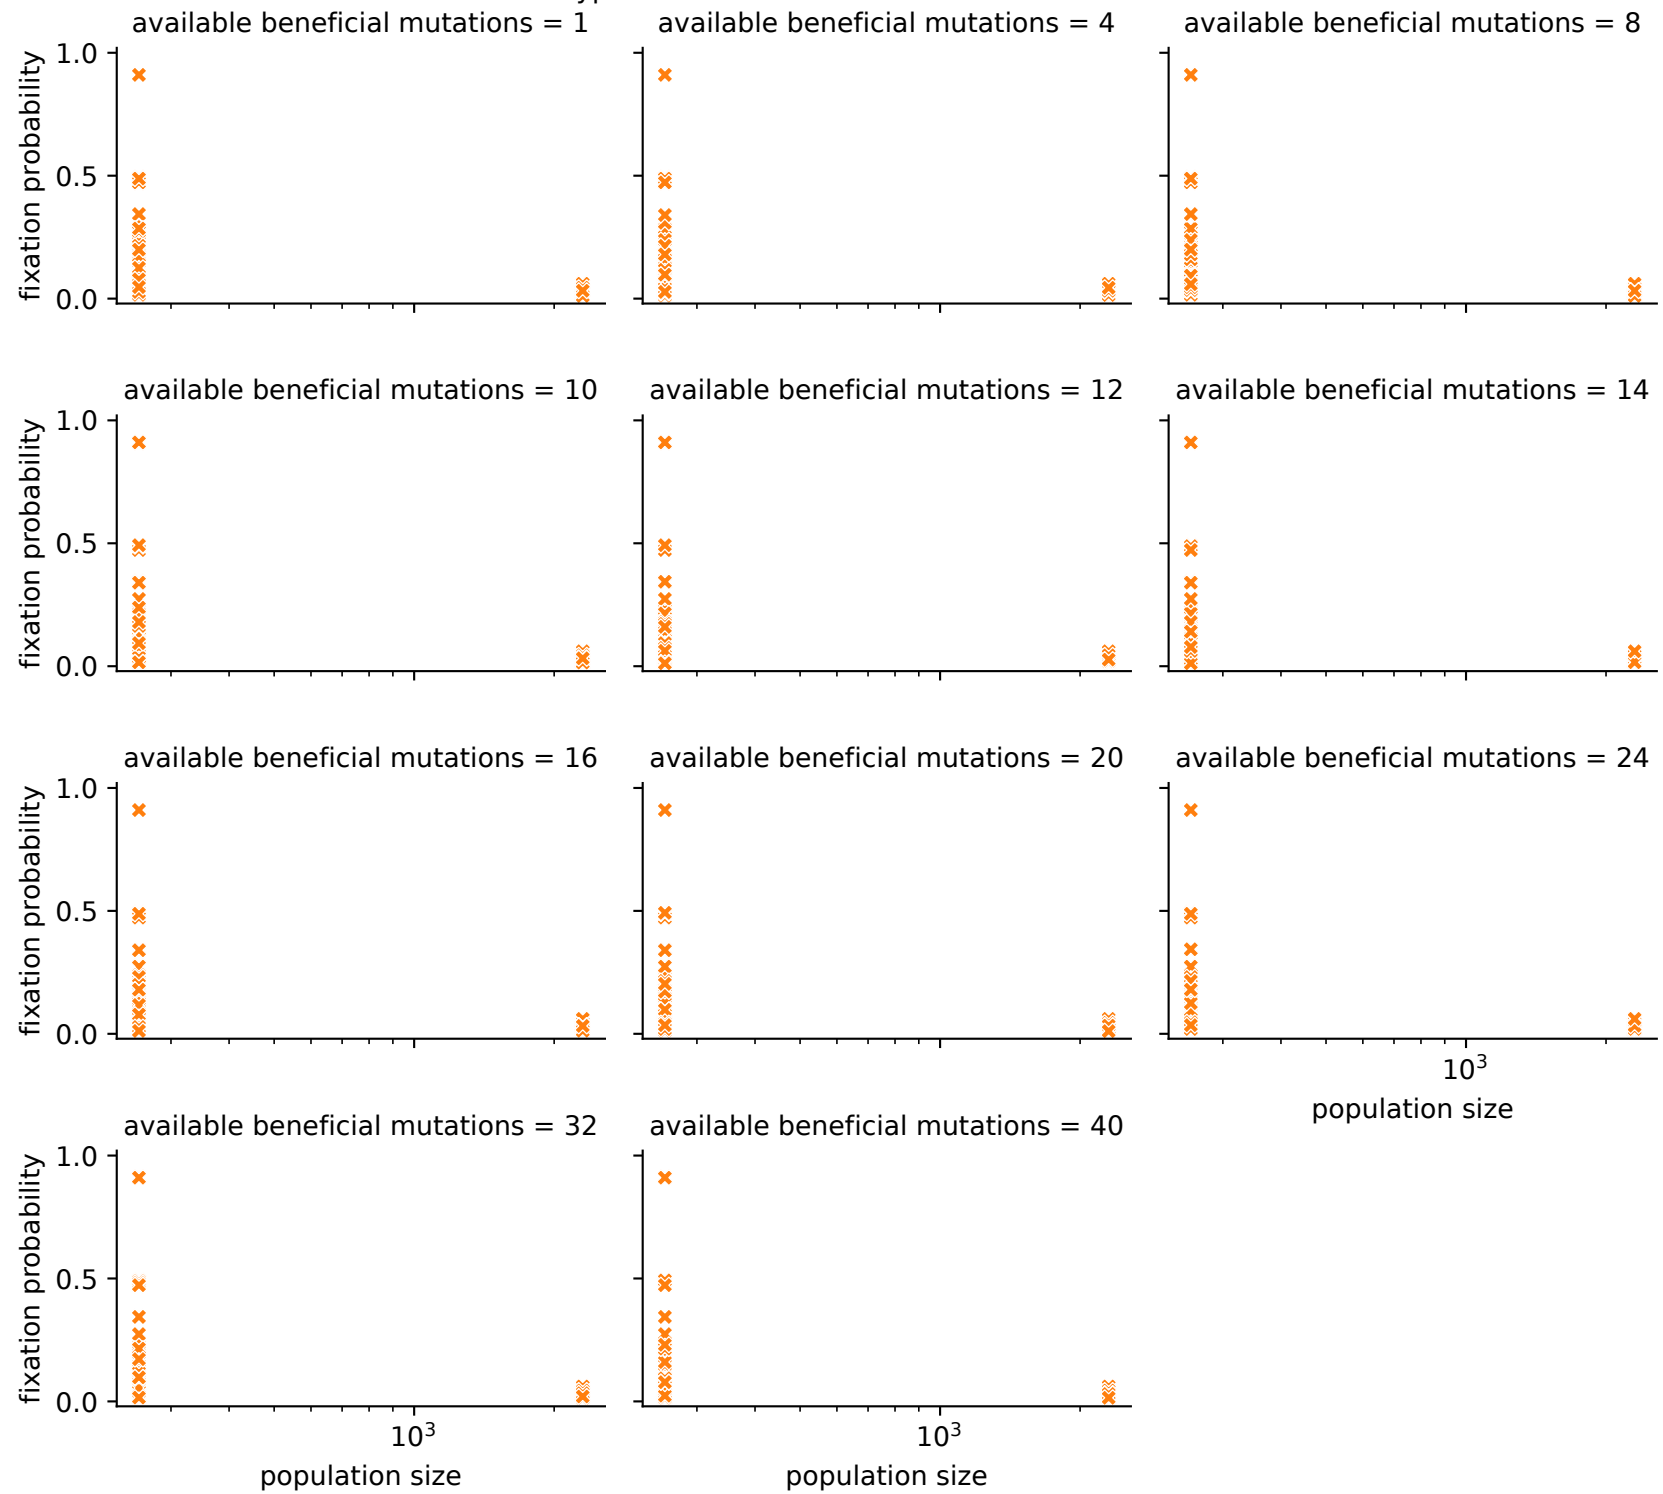 available beneficial mutations = 1
available beneficial mutations = 4
available beneficial mutations = 8
fixation probability
1.0
0.5
0.0
available beneficial mutations = 10
available beneficial mutations = 12
available beneficial mutations = 14
fixation probability
1.0
0.5
0.0
available beneficial mutations = 16
available beneficial mutations = 20
available beneficial mutations = 24
fixation probability
1.0
0.5
0.0
10³
population size
available beneficial mutations = 32
available beneficial mutations = 40
fixation probability
1.0
0.5
0.0
10³
10³
population size
population size